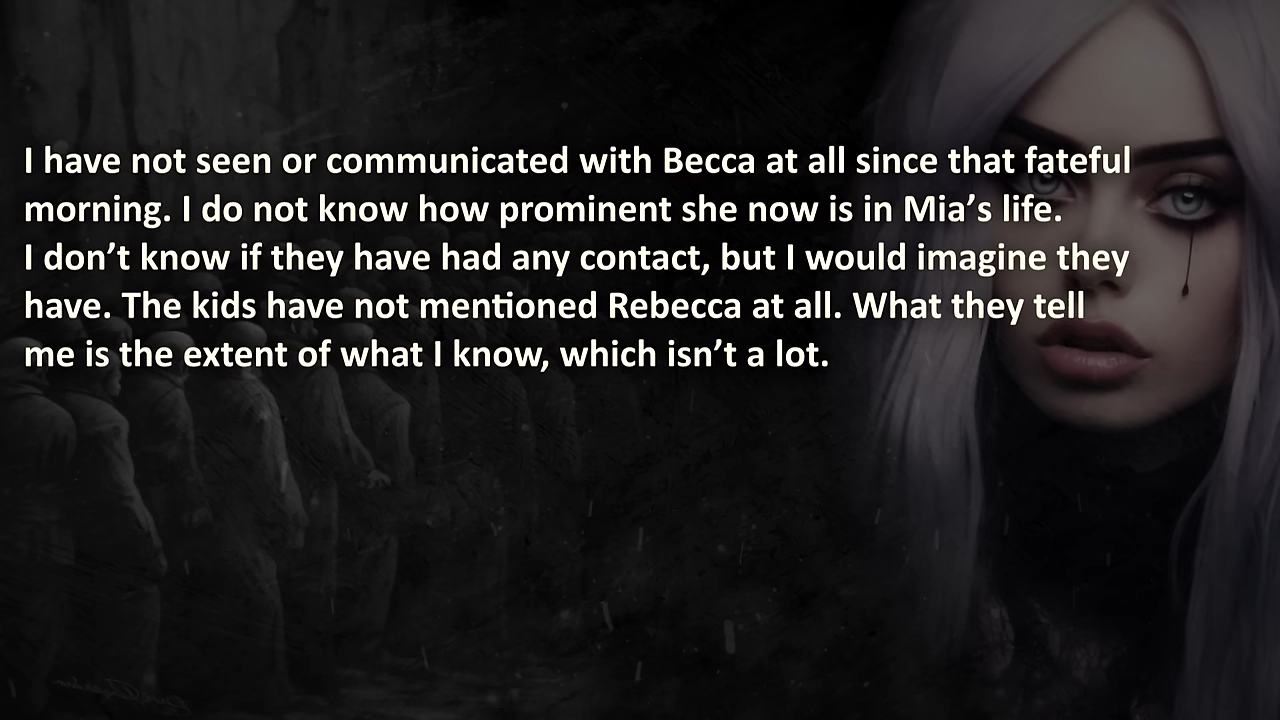 I have not seen or communicated with Becca at all since that fateful
morning. I do not know how prominent she now is in Mia’s life.
I don’t know if they have had any contact, but I would imagine they
have. The kids have not mentioned Rebecca at all. What they tell
me is the extent of what I know, which isn’t a lot.